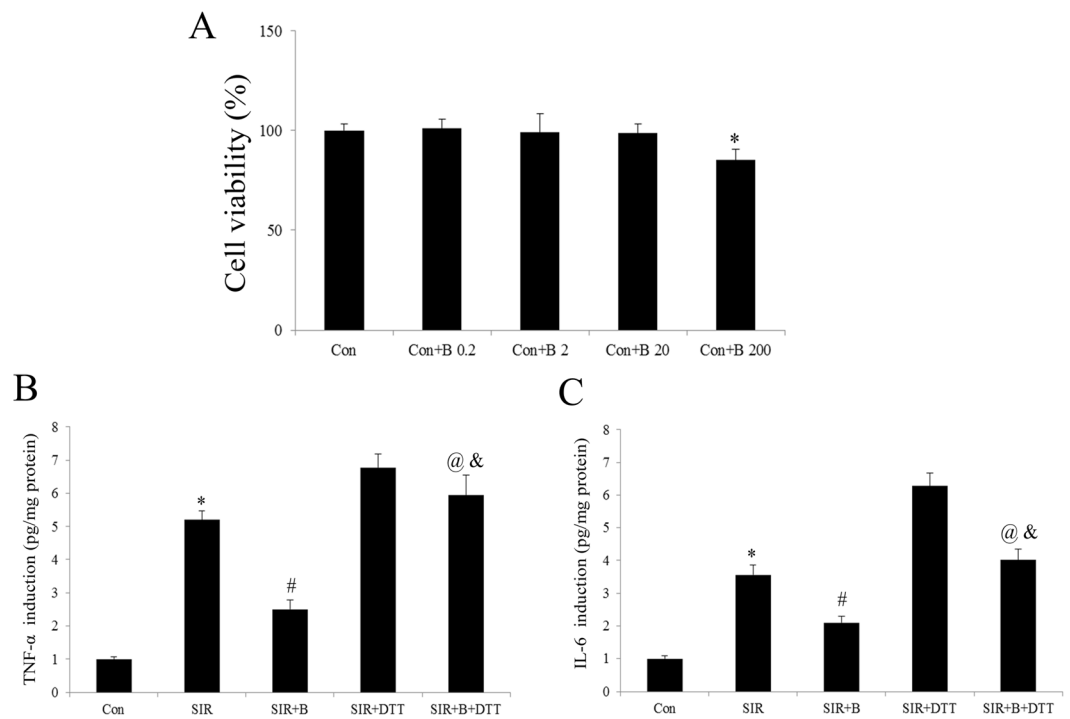 A
Cell viability (%)
150
100
50
0
*
Con
Con+B 0.2
Con+B 2
Con+B 20
Con+B 200
B
TNF-α induction (pg/mg protein)
8
7
6
5
4
3
2
1
0
*
#
@ &
Con
SIR
SIR+B
SIR+DTT
SIR+B+DTT
C
IL-6 induction (pg/mg protein)
8
7
6
5
4
3
2
1
0
*
#
@ &
Con
SIR
SIR+B
SIR+DTT
SIR+B+DTT